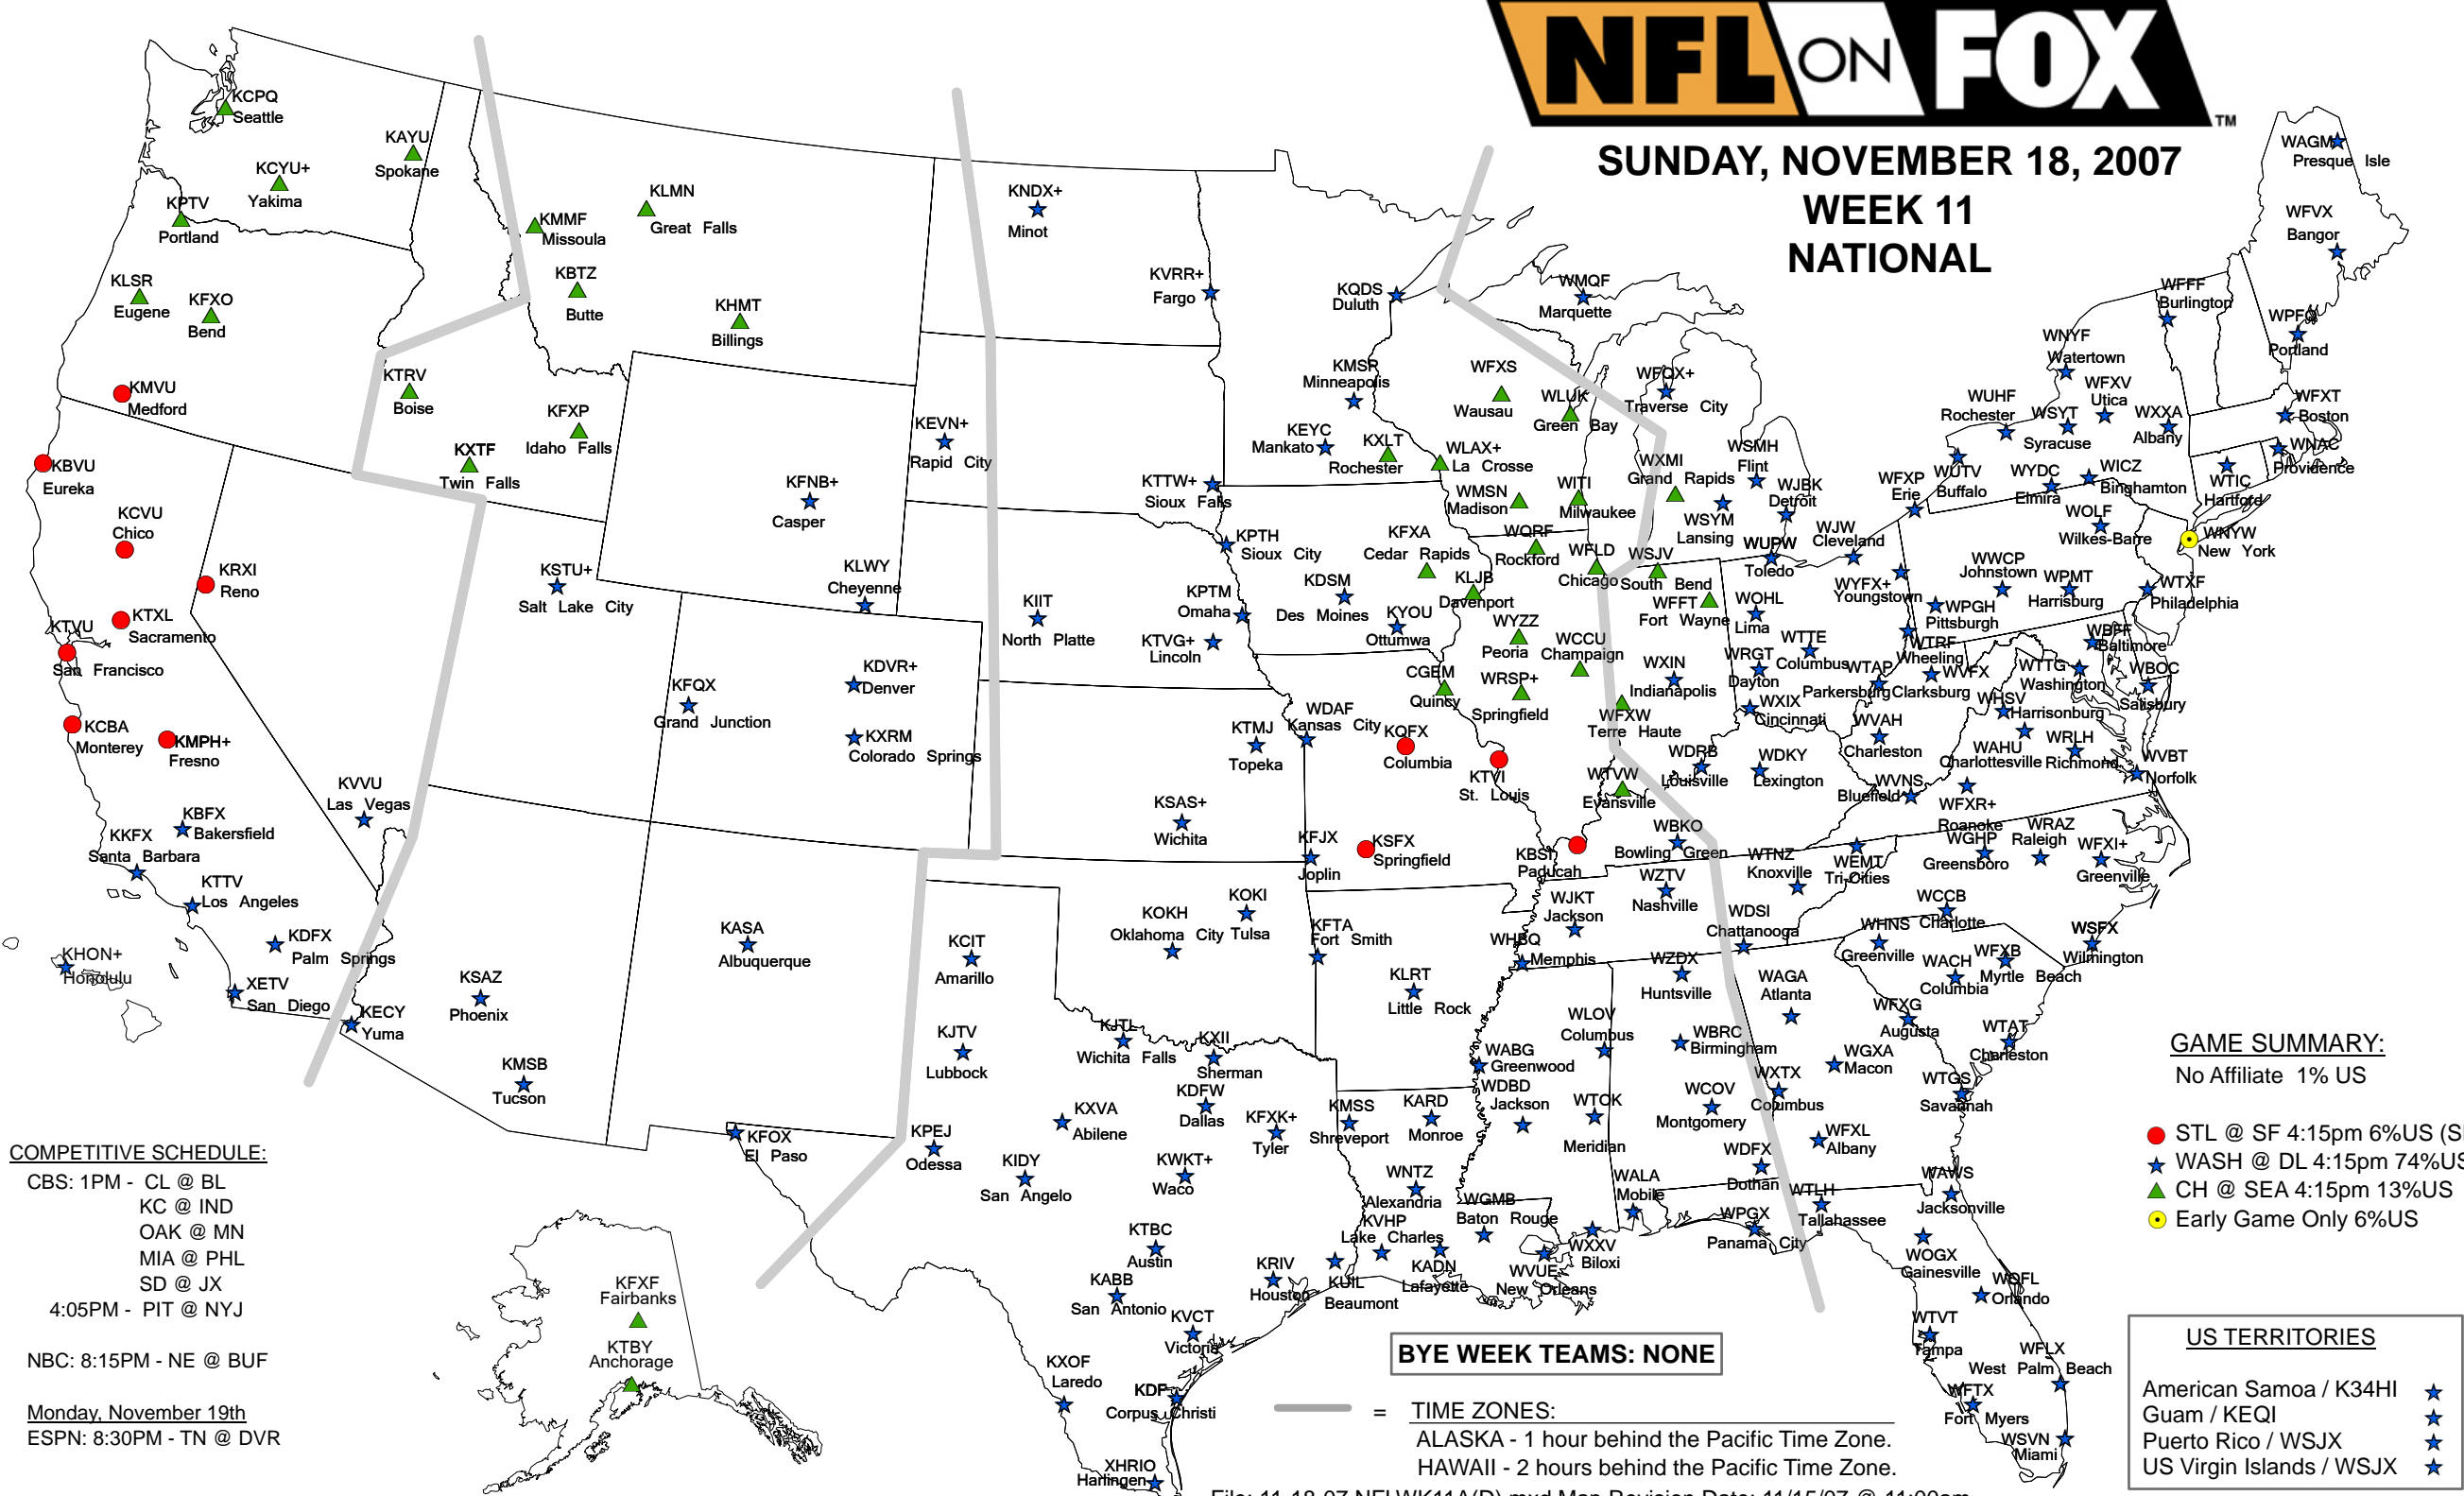 NFL ON FOX
TM
SUNDAY, NOVEMBER 18, 2007
WEEK 11
NATIONAL
KCPQ
Seattle
KAYU
Spokane
KCYU+
Yakima
KPTV
Portland
KLSR
Eugene
KFXO
Bend
KMVU
Medford
KBVU
Eureka
KCVU
Chico
KRXI
Reno
KTXL
Sacramento
KTVU
San Francisco
KCBA
Monterey
KMPH+
Fresno
KVVU
Las Vegas
KBFX
Bakersfield
KKFX
Santa Barbara
KTTV
Los Angeles
KDFX
Palm Springs
XETV
San Diego
KHON+
Honolulu
KECY
Yuma
KSAZ
Phoenix
KMSB
Tucson
KMMF
Missoula
KLMN
Great Falls
KBTZ
Butte
KHMT
Billings
KTRV
Boise
KFXP
Idaho Falls
KXTF
Twin Falls
KSTU+
Salt Lake City
KFNB+
Casper
KLWY
Cheyenne
KFQX
Grand Junction
KDVR+
Denver
KXRM
Colorado Springs
KASA
Albuquerque
KFOX
El Paso
KNDX+
Minot
KVRR+
Fargo
KEVN+
Rapid City
KTTW+
Sioux Falls
KPTH
Sioux City
KIIT
North Platte
KPTM
Omaha
KTVG+
Lincoln
KTMJ
Topeka
KSAS+
Wichita
WDAF
Kansas City
KQFX
Columbia
KTVI
St. Louis
KFJX
Joplin
KSFX
Springfield
KOKH
Oklahoma City
KOKI
Tulsa
KFTA
Fort Smith
KLRT
Little Rock
KCIT
Amarillo
KJTV
Lubbock
KJTL
Wichita Falls
KXII
Sherman
KDFW
Dallas
KXVA
Abilene
KFXK+
Tyler
KPEJ
Odessa
KIDY
San Angelo
KWKT+
Waco
KTBC
Austin
KABB
San Antonio
KRIV
Houston
KUIL
Beaumont
KVCT
Victoria
KXOF
Laredo
KDF
Corpus Christi
XHRIO
Harlingen
KMSS
Shreveport
KARD
Monroe
WNTZ
Alexandria
KVHP
Lake Charles
KADN
Lafayette
WGMB
Baton Rouge
WVUE
New Orleans
WXXV
Biloxi
WABG
Greenwood
WDBD
Jackson
WLOV
Columbus
WTOK
Meridian
WALA
Mobile
KQDS
Duluth
KMSP
Minneapolis
KEYC
Mankato
KXLT
Rochester
WFXS
Wausau
WLUK
Green Bay
WLAX+
La Crosse
WMSN
Madison
WITI
Milwaukee
KFXA
Cedar Rapids
KDSM
Des Moines
KLJB
Davenport
KYOU
Ottumwa
WQRF
Rockford
WFLD
Chicago
WYZZ
Peoria
WCCU
Champaign
CGEM
Quincy
WRSP+
Springfield
WSJV
South Bend
WFFT
Fort Wayne
WXIN
Indianapolis
WFXW
Terre Haute
WTVW
Evansville
KBSI
Paducah
WMQF
Marquette
WFQX+
Traverse City
WXMI
Grand Rapids
WSMH
Flint
WSYM
Lansing
WJBK
Detroit
WUPW
Toledo
WJW
Cleveland
WYFX+
Youngstown
WOHL
Lima
WTTE
Columbus
WRGT
Dayton
WXIX
Cincinnati
WTAP
Parkersburg
WTRF
Wheeling
WVFX
Clarksburg
WVAH
Charleston
WVNS
Bluefield
WDRB
Louisville
WDKY
Lexington
WBKO
Bowling Green
WZTV
Nashville
WTNZ
Knoxville
WEMT
Tri-Cities
WDSI
Chattanooga
WJKT
Jackson
WHBQ
Memphis
WZDX
Huntsville
WBRC
Birmingham
WCOV
Montgomery
WDFX
Dothan
WAGA
Atlanta
WFXG
Augusta
WGXA
Macon
WXTX
Columbus
WFXL
Albany
WTGS
Savannah
WPGX
Panama City
WTLH
Tallahassee
WAWS
Jacksonville
WOGX
Gainesville
WOFL
Orlando
WTVT
Tampa
WFLX
West Palm Beach
WFTX
Fort Myers
WSVN
Miami
WHNS
Greenville
WACH
Columbia
WFXB
Myrtle Beach
WTAT
Charleston
WCCB
Charlotte
WGHP
Greensboro
WRAZ
Raleigh
WFXI+
Greenville
WSFX
Wilmington
WFXR+
Roanoke
WHSV
Harrisonburg
WAHU
Charlottesville
WRLH
Richmond
WVBT
Norfolk
WTTG
Washington
WBFF
Baltimore
WBOC
Salisbury
WFXP
Erie
WPGH
Pittsburgh
WWCP
Johnstown
WPMT
Harrisburg
WOLF
Wilkes-Barre
WTXF
Philadelphia
WNYW
New York
WUTV
Buffalo
WUHF
Rochester
WSYT
Syracuse
WNYF
Watertown
WFXV
Utica
WXXA
Albany
WYDC
Elmira
WICZ
Binghamton
WFFF
Burlington
WPFO
Portland
WFVX
Bangor
WAGM
Presque Isle
WFXT
Boston
WNAC
Providence
WTIC
Hartford
KFXF
Fairbanks
KTBY
Anchorage
COMPETITIVE SCHEDULE:
CBS: 1PM - CL @ BL
KC @ IND
OAK @ MN
MIA @ PHL
SD @ JX
4:05PM - PIT @ NYJ
NBC: 8:15PM - NE @ BUF
Monday, November 19th
ESPN: 8:30PM - TN @ DVR
BYE WEEK TEAMS: NONE
= TIME ZONES:
ALASKA - 1 hour behind the Pacific Time Zone.
HAWAII - 2 hours behind the Pacific Time Zone.
GAME SUMMARY:
No Affiliate 1% US
STL @ SF 4:15pm 6%US
WASH @ DL 4:15pm 74%US
CH @ SEA 4:15pm 13%US
Early Game Only 6%US
US TERRITORIES
American Samoa / K34HI
Guam / KEQI
Puerto Rico / WSJX
US Virgin Islands / WSJX
File: 11-18-07 NFLWK11A(D).mxd Map Revision Date: 11/15/07 @ 11:00am